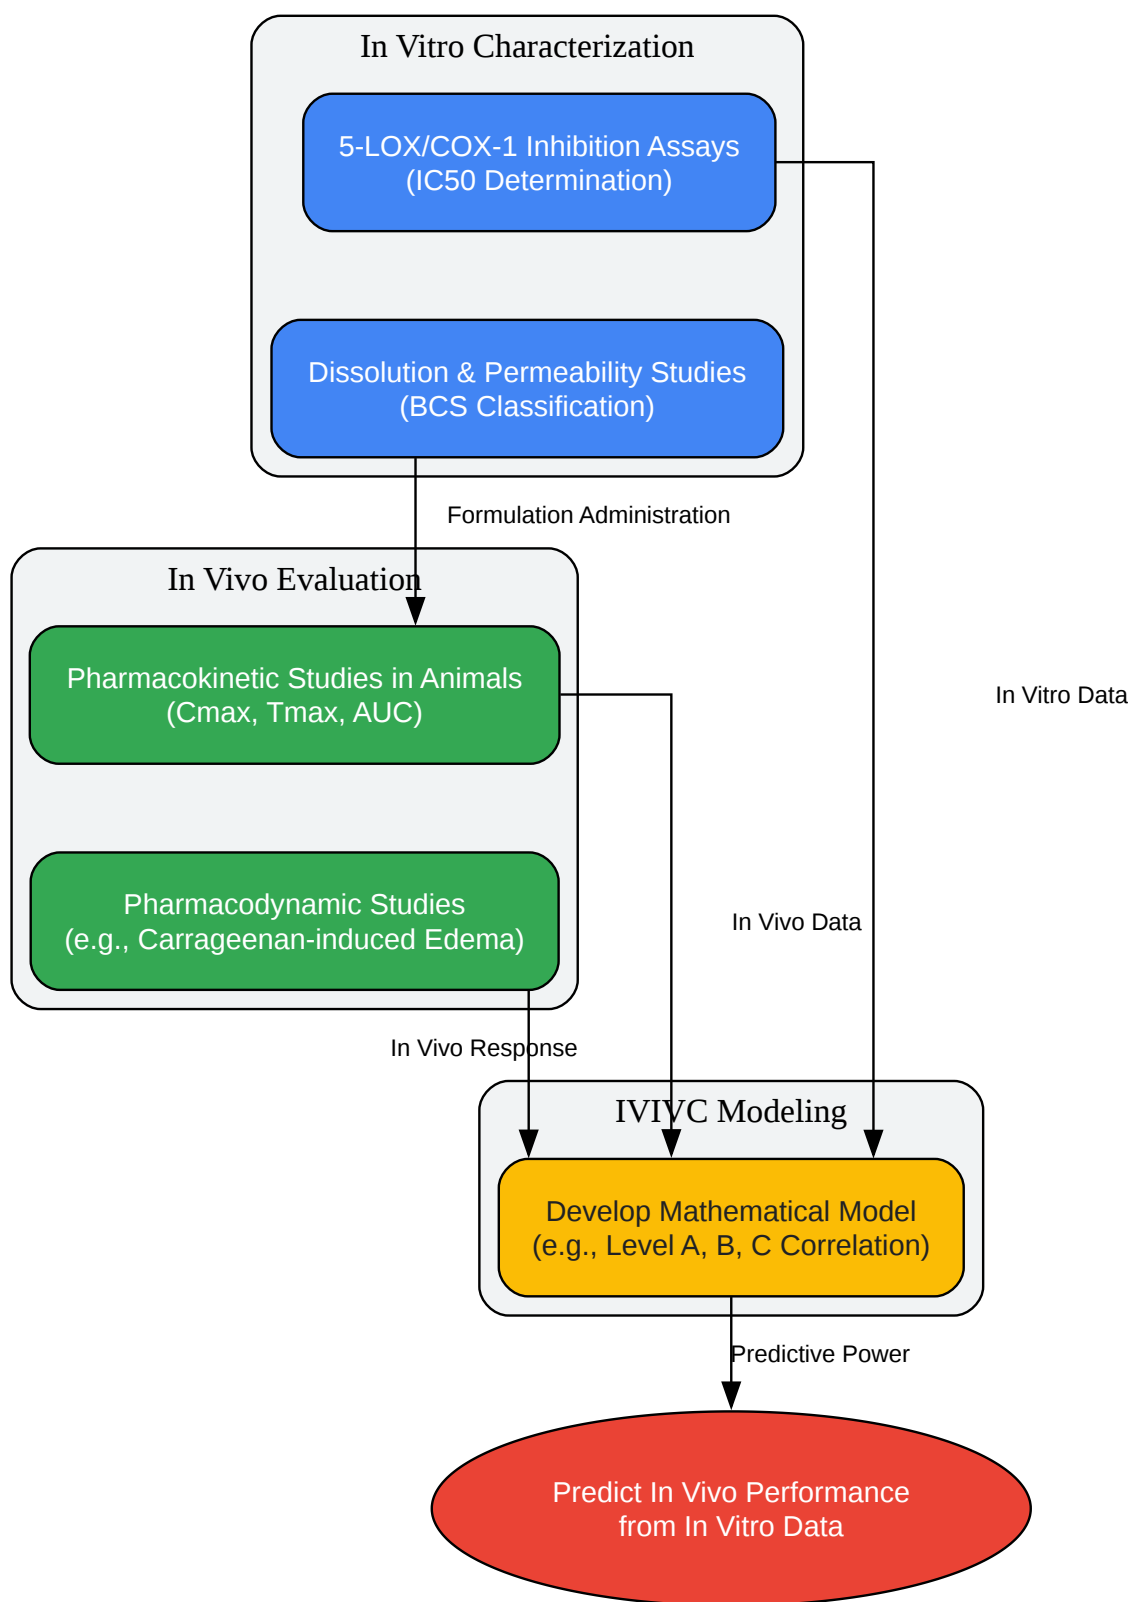 In Vitro Characterization
5-LOX/COX-1 Inhibition Assays
(IC50 Determination)
Dissolution & Permeability Studies
(BCS Classification)
Formulation Administration
In Vivo Evaluation
Pharmacokinetic Studies in Animals
(Cmax, Tmax, AUC)
In Vitro Data
Pharmacodynamic Studies
(e.g., Carrageenan-induced Edema)
In Vivo Data
In Vivo Response
IVIVC Modeling
Develop Mathematical Model
(e.g., Level A, B, C Correlation)
Predictive Power
Predict In Vivo Performance
from In Vitro Data